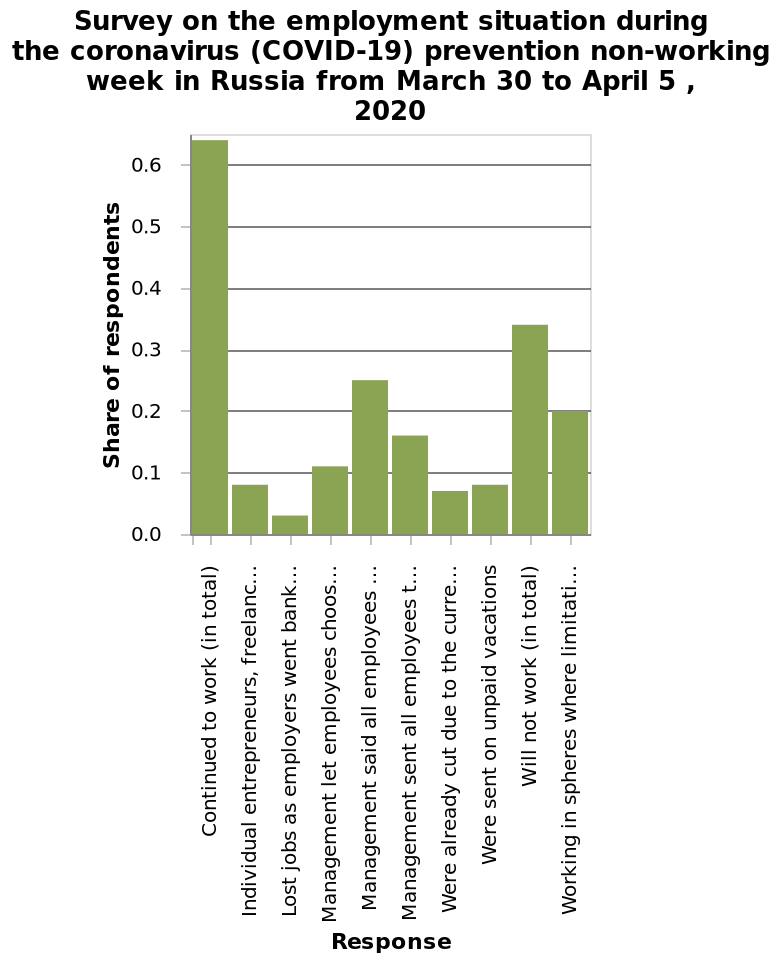 Survey on the employment situation during
the coronavirus (COVID-19) prevention non-working
week in Russia from March 30 to April 5 ,
2020
Share of respondents
0.6
0.5
0.4
0.3
0.2
0.1
0.0
Continued to work (in total)
Individual entrepreneurs, freelanc...
Lost jobs as employers went bank...
Management let employees choos...
Management said all employees ...
Management sent all employees t...
Were already cut due to the curre...
Were sent on unpaid vacations
Will not work (in total)
Working in spheres where limitati...
Response